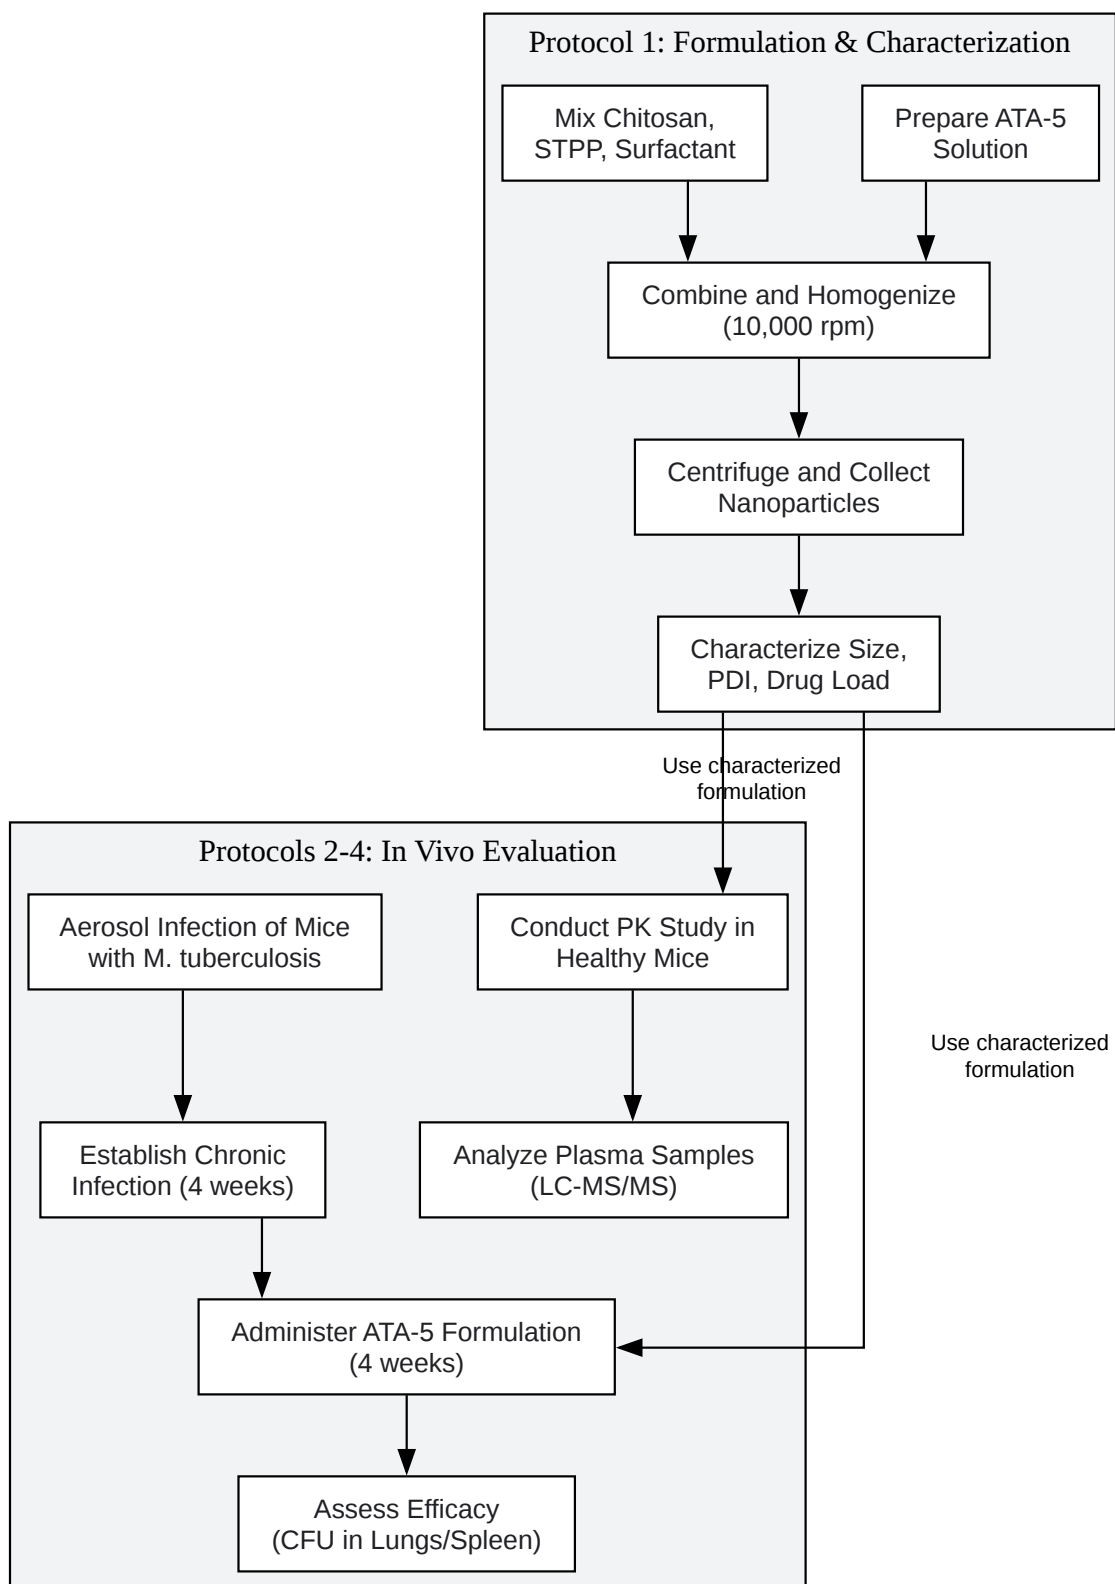 Protocol 1: Formulation & Characterization
Mix Chitosan,
STPP, Surfactant
Prepare ATA-5
Solution
Combine and Homogenize
(10,000 rpm)
Centrifuge and Collect
Nanoparticles
Characterize Size,
PDI, Drug Load
Use characterized
formulation
Protocols 2-4: In Vivo Evaluation
Aerosol Infection of Mice
with M. tuberculosis
Conduct PK Study in
Healthy Mice
Use characterized
formulation
Establish Chronic
Infection (4 weeks)
Analyze Plasma Samples
(LC-MS/MS)
Administer ATA-5 Formulation
(4 weeks)
Assess Efficacy
(CFU in Lungs/Spleen)